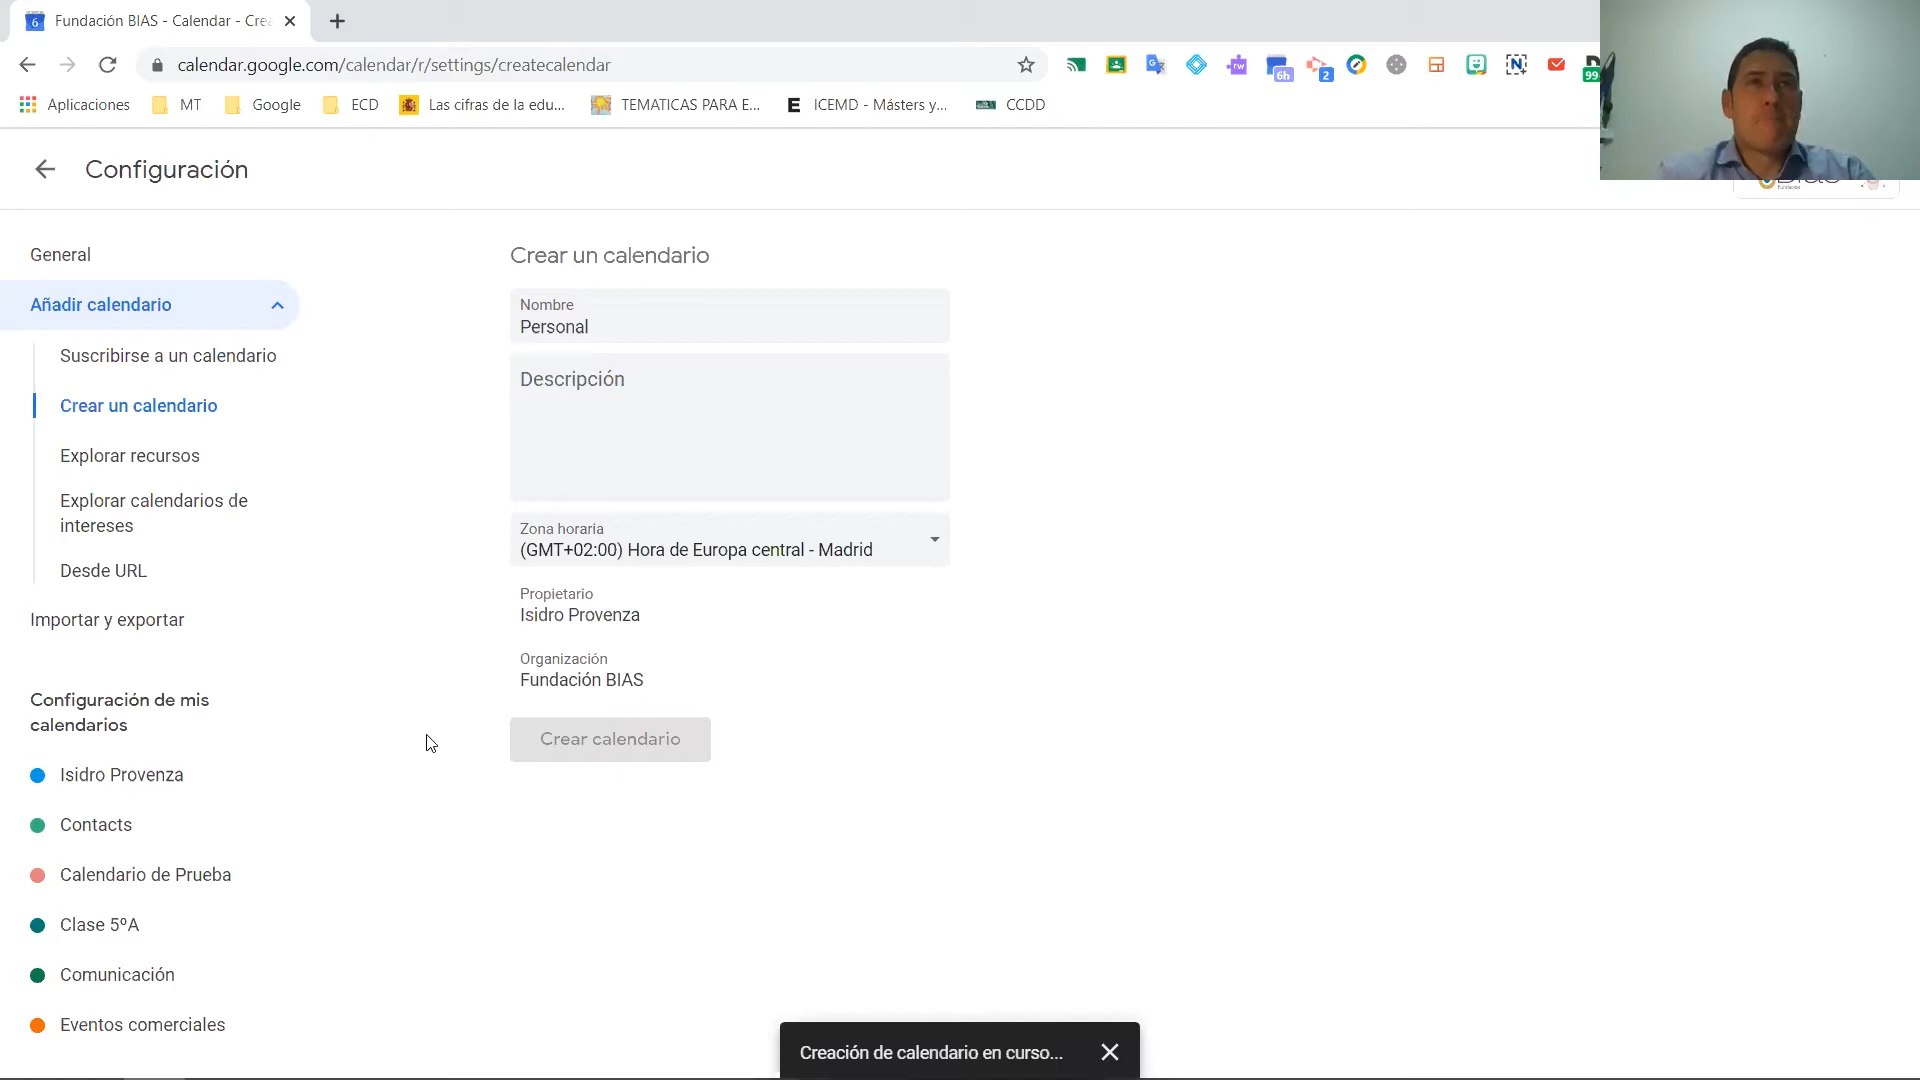 Fundación BIAS - Calendar - Cre
calendar.google.com/calendar/r/settings/createcalendar
6h
2
99
Aplicaciones
MT
Google
ECD
Las cifras de la edu...
TEMATICAS PARA E...
ICEMD - Másters y...
CCDD
Configuración
General
Añadir calendario
Suscribirse a un calendario
Crear un calendario
Explorar recursos
Explorar calendarios de
intereses
Desde URL
Importar y exportar
Configuración de mis
calendarios
Isidro Provenza
Contacts
Calendario de Prueba
Clase 5ºA
Comunicación
Eventos comerciales
Crear un calendario
Nombre
Personal
Descripción
Zona horaria
(GMT+02:00) Hora de Europa central - Madrid
Propietario
Isidro Provenza
Organización
Fundación BIAS
Crear calendario
Creación de calendario en curso...